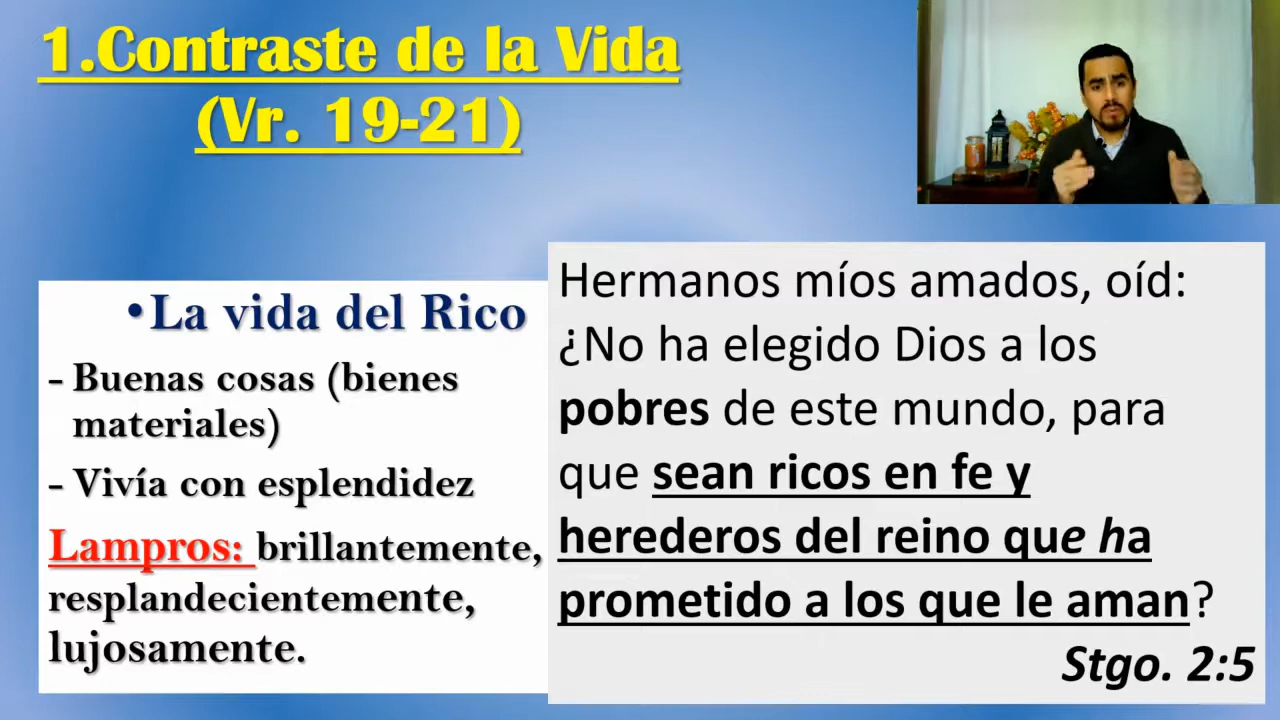 1.Contraste de la Vida
(Vr. 19-21)
•La vida del Rico
- Buenas cosas (bienes
materiales)
- Vivía con esplendidez
Lampros: brillantemente,
resplandecientemente,
lujosamente.
Hermanos míos amados, oíd:
¿No ha elegido Dios a los
pobres de este mundo, para
que sean ricos en fe y
herederos del reino que ha
prometido a los que le aman?
Stgo. 2:5